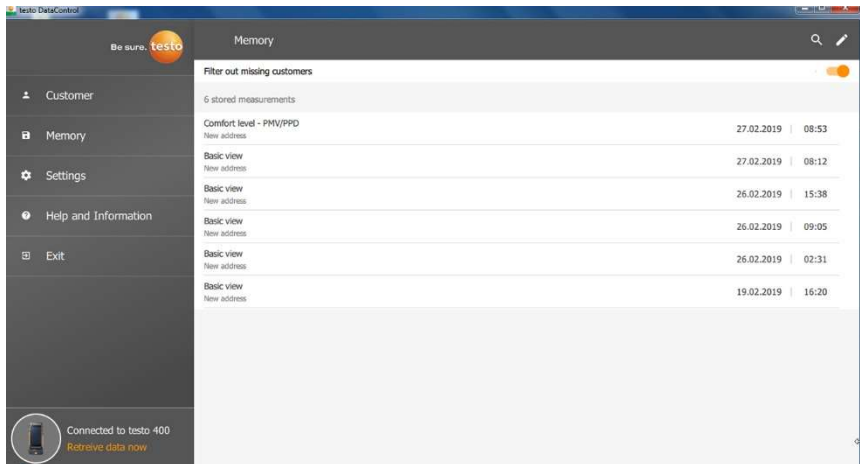 testo DataControl
Be sure. testo
Memory
Filter out missing customers
Customer
Memory
Settings
Help and Information
Exit
6 stored measurements
Comfort level - PMV/PPD
New address
27.02.2019 | 08:53
Basic view
New address
27.02.2019 | 08:12
Basic view
New address
26.02.2019 | 15:38
Basic view
New address
26.02.2019 | 09:05
Basic view
New address
26.02.2019 | 02:31
Basic view
New address
19.02.2019 | 16:20
Connected to testo 400
Retreive data now